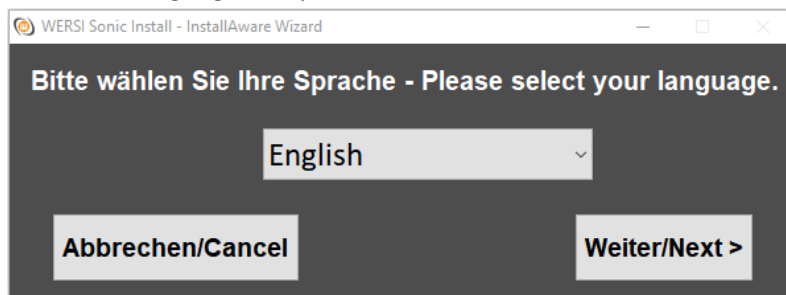 WERSI Sonic Install - InstallAware Wizard
Bitte wählen Sie Ihre Sprache - Please select your language.
English
Abbrechen/Cancel
Weiter/Next >